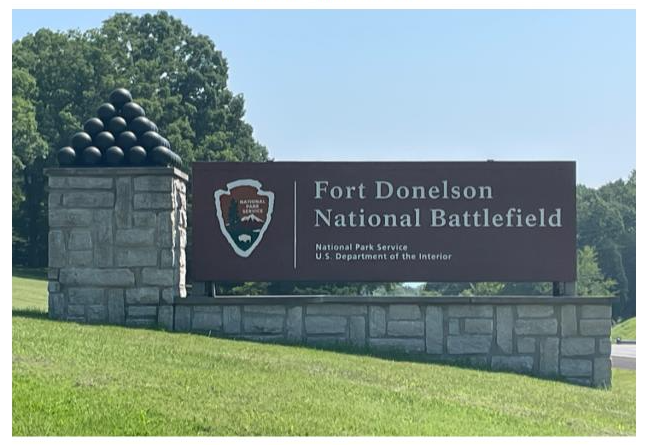 NATIONAL
PARK
SERVICE
Fort Donelson
National Battlefield
National Park Service
U.S. Department of the Interior